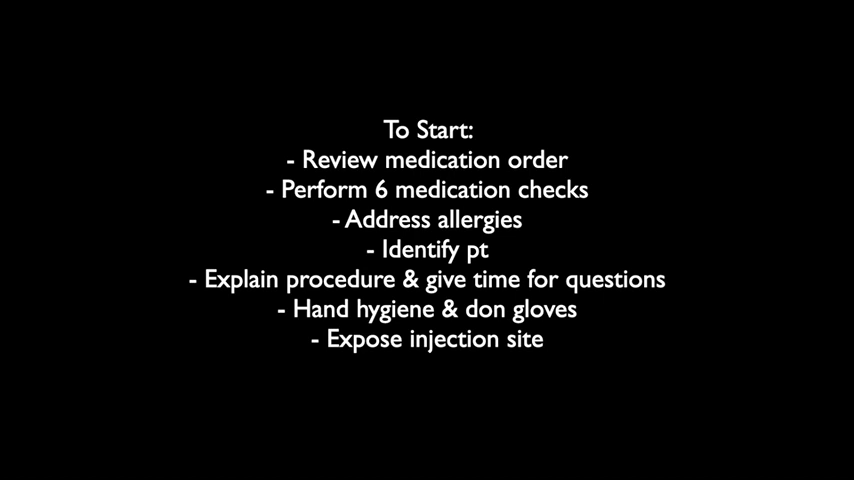 To Start:
- Review medication order
- Perform 6 medication checks
- Address allergies
- Identify pt
- Explain procedure & give time for questions
- Hand hygiene & don gloves
- Expose injection site